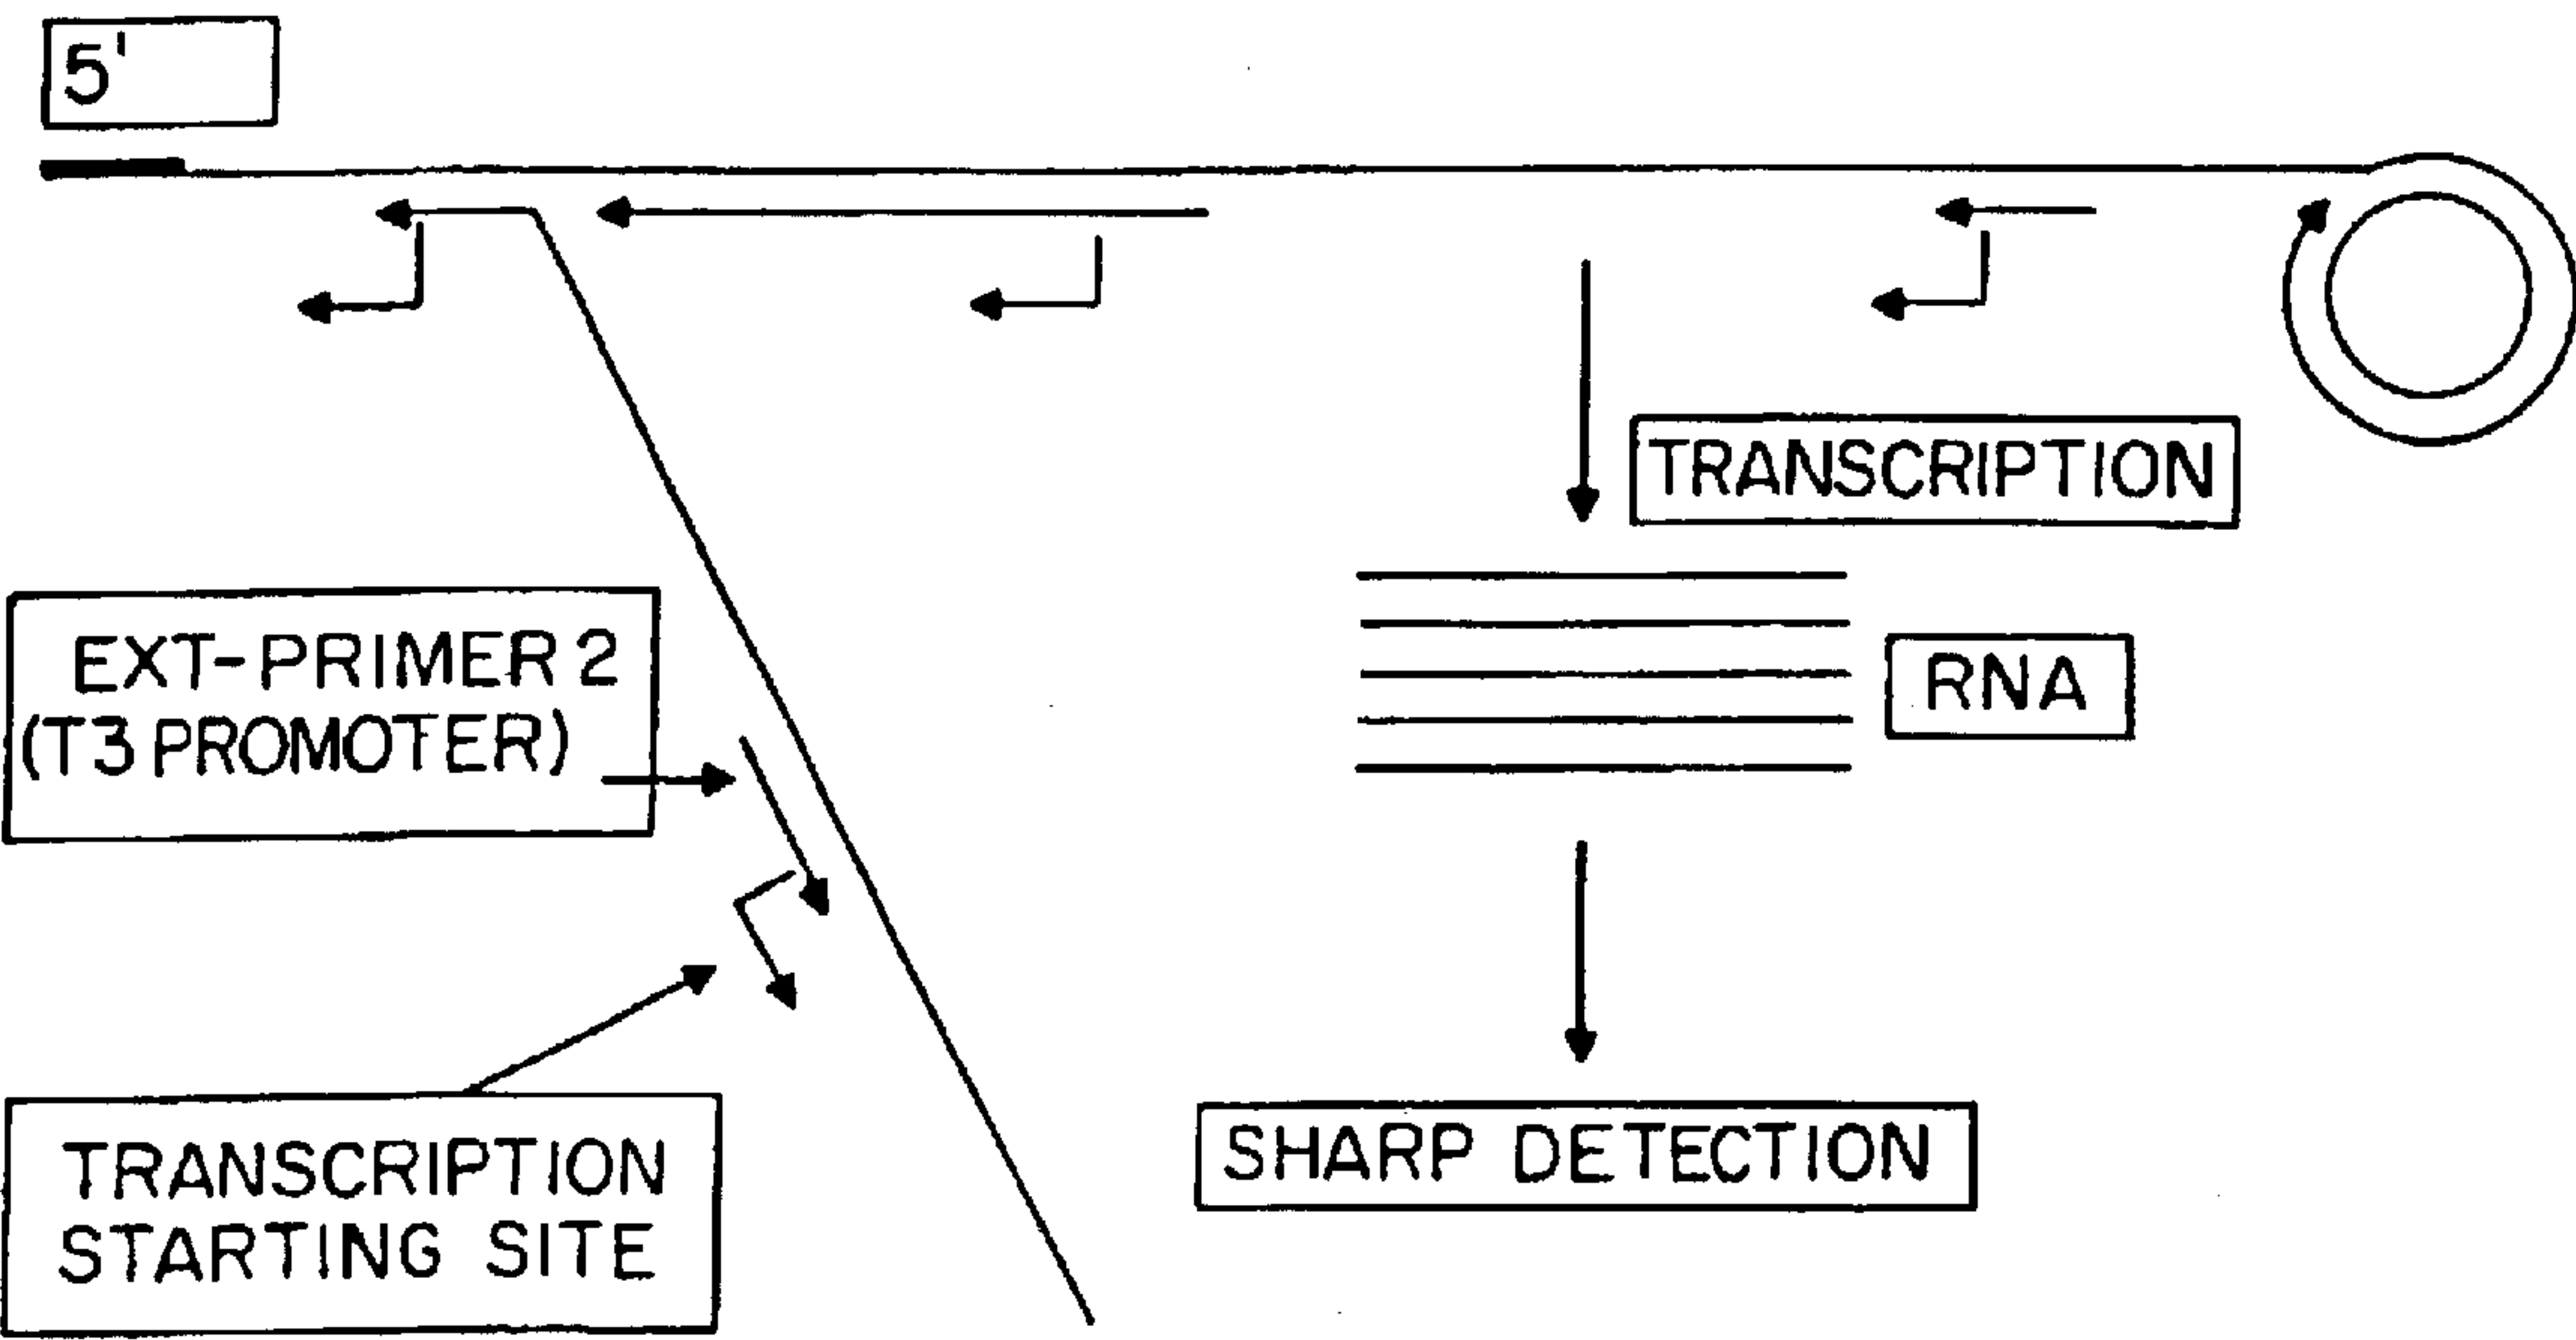 5'
TRANSCRIPTION
EXT-PRIMER 2
(T3 PROMOTER)
RNA
TRANSCRIPTION
STARTING SITE
SHARP DETECTION